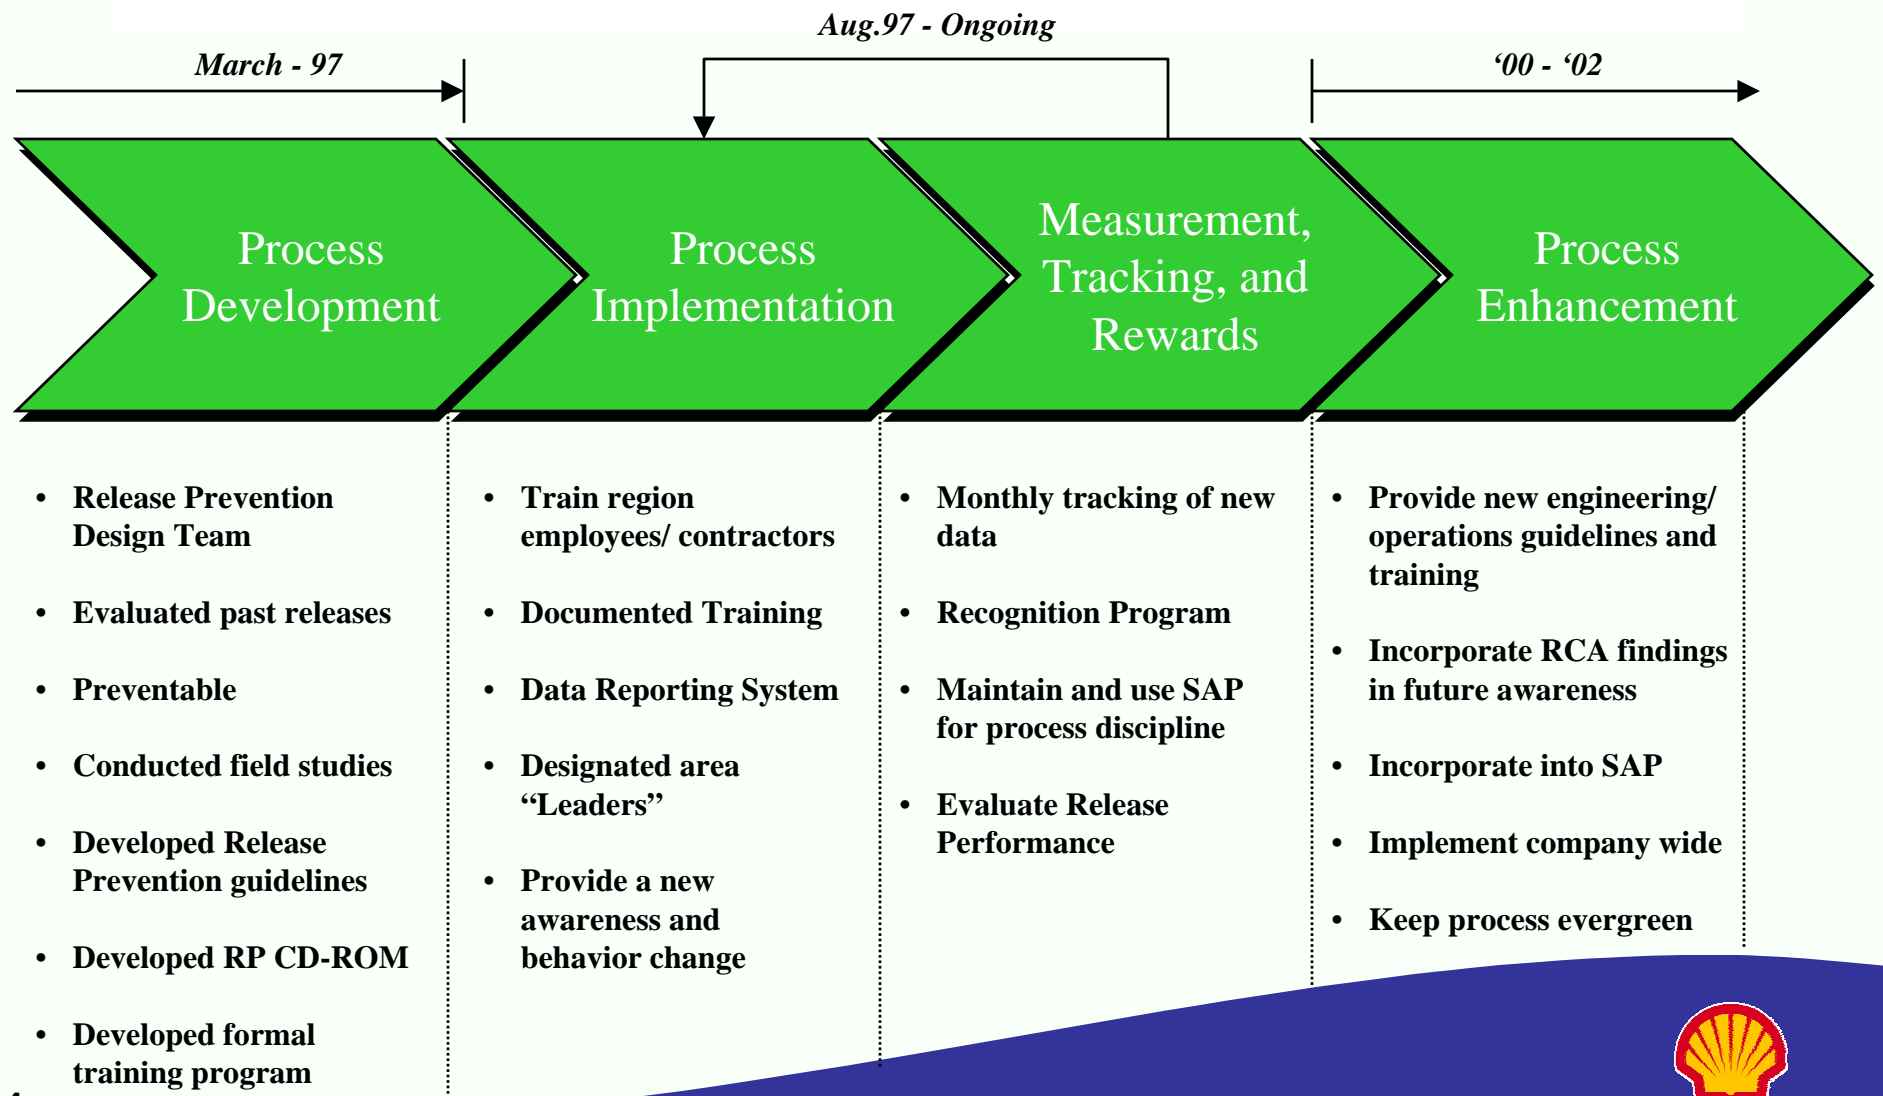 Aug.97 - Ongoing
March - 97
‘00 - ‘02
Process
Development
Process
Implementation
Measurement,
Tracking, and
Rewards
Process
Enhancement
• Release Prevention
Design Team
• Evaluated past releases
• Preventable
• Conducted field studies
• Developed Release
Prevention guidelines
• Developed RP CD-ROM
• Developed formal
training program
• Train region
employees/ contractors
• Documented Training
• Data Reporting System
• Designated area
“Leaders”
• Provide a new
awareness and
behavior change
• Monthly tracking of new
data
• Recognition Program
• Maintain and use SAP
for process discipline
• Evaluate Release
Performance
• Provide new engineering/
operations guidelines and
training
• Incorporate RCA findings
in future awareness
• Incorporate into SAP
• Implement company wide
• Keep process evergreen